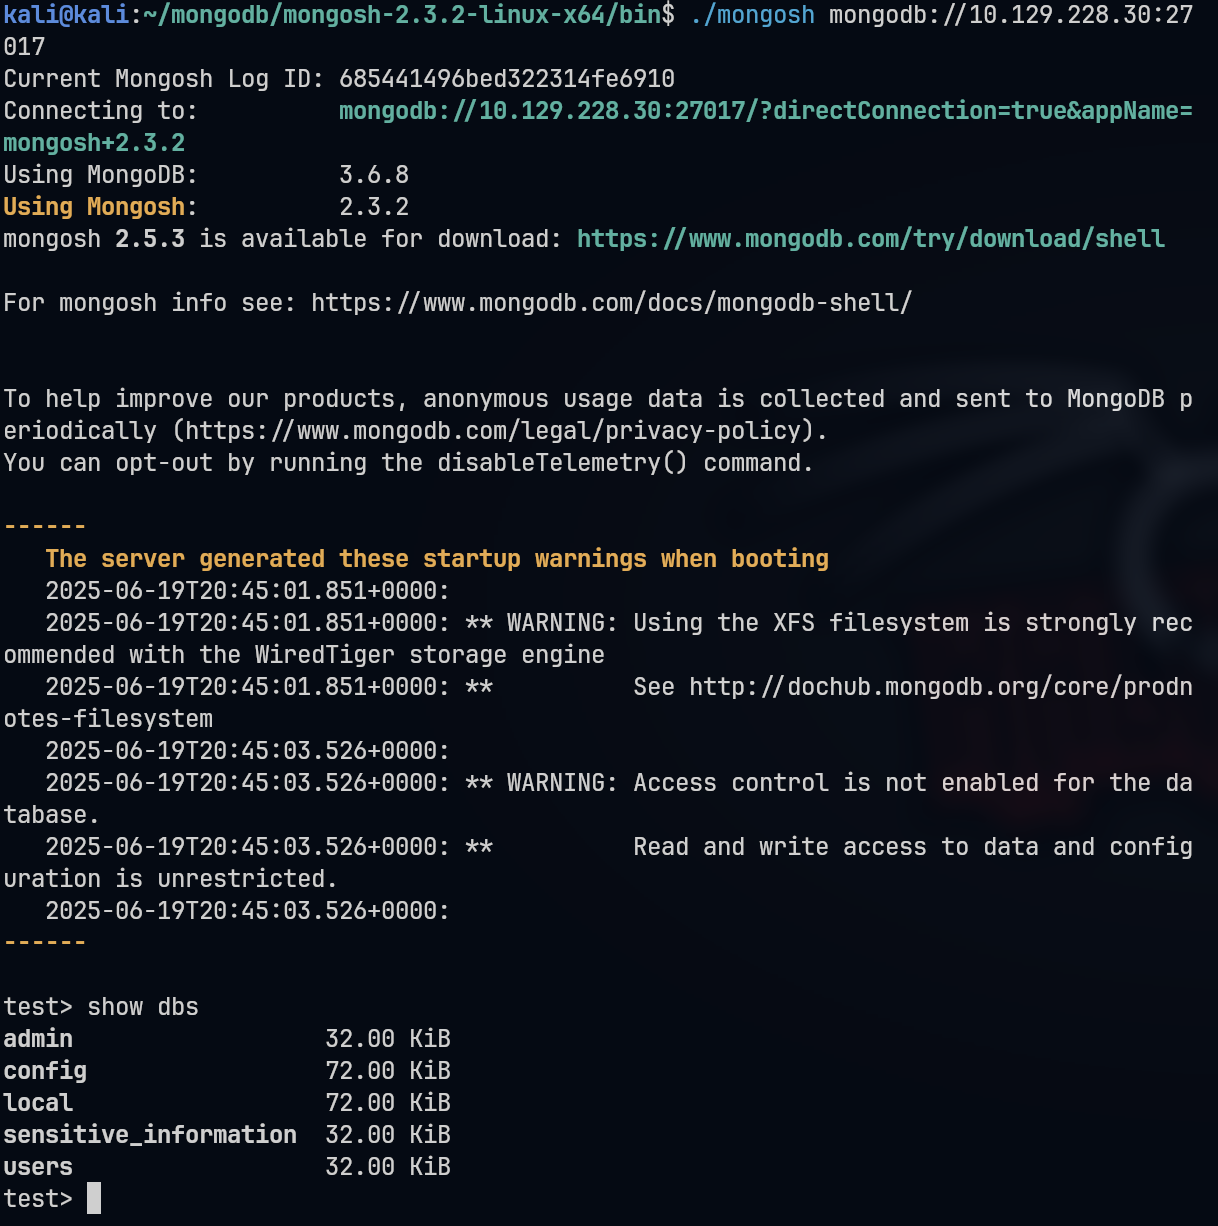 kali@kali:~/mongodb/mongosh-2.3.2-linux-x64/bin$ ./mongosh mongodb://10.129.228.30:27
017
Current Mongosh Log ID: 685441496bed322314fe6910
Connecting to:          mongodb://10.129.228.30:27017/?directConnection=true&appName=
mongosh+2.3.2
Using MongoDB:          3.6.8
Using Mongosh:          2.3.2
mongosh 2.5.3 is available for download: https://www.mongodb.com/try/download/shell
For mongosh info see: https://www.mongodb.com/docs/mongodb-shell/
To help improve our products, anonymous usage data is collected and sent to MongoDB p
eriodically (https://www.mongodb.com/legal/privacy-policy).
You can opt-out by running the disableTelemetry() command.
------
   The server generated these startup warnings when booting
   2025-06-19T20:45:01.851+0000:
   2025-06-19T20:45:01.851+0000: ** WARNING: Using the XFS filesystem is strongly rec
ommended with the WiredTiger storage engine
   2025-06-19T20:45:01.851+0000: **          See http://dochub.mongodb.org/core/prodn
otes-filesystem
   2025-06-19T20:45:03.526+0000:
   2025-06-19T20:45:03.526+0000: ** WARNING: Access control is not enabled for the da
tabase.
   2025-06-19T20:45:03.526+0000: **          Read and write access to data and config
uration is unrestricted.
   2025-06-19T20:45:03.526+0000:
------
test> show dbs
admin                  32.00 KiB
config                 72.00 KiB
local                  72.00 KiB
sensitive_information  32.00 KiB
users                  32.00 KiB
test>